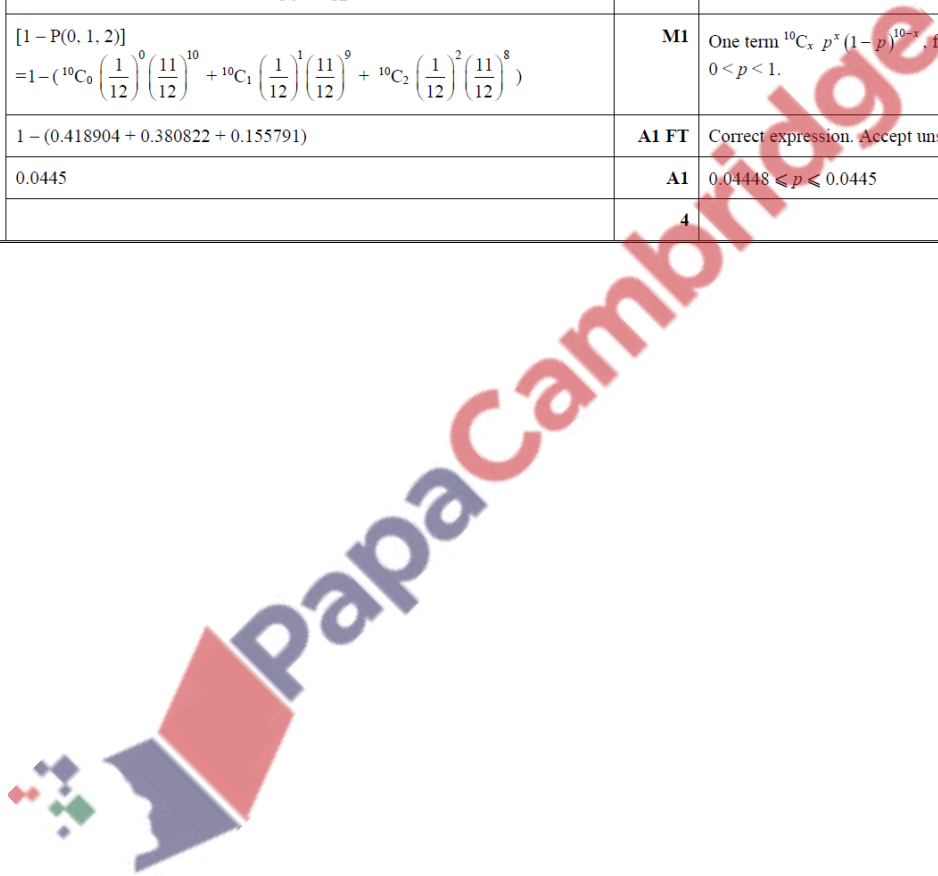 [1 – P(0, 1, 2)]
=1–( ¹⁰C₀ (1/12)⁰ (11/12)¹⁰ + ¹⁰C₁ (1/12)¹ (11/12)⁹ + ¹⁰C₂ (1/12)² (11/12)⁸ )
M1
One term ¹⁰Cₓ pˣ (1 – p)¹⁰⁻ˣ, f
0 < p < 1.
1 – (0.418904 + 0.380822 + 0.155791)
A1 FT
Correct expression. Accept uns
0.0445
A1
0.04448 ⩽ p ⩽ 0.0445
4
PapaCambridge